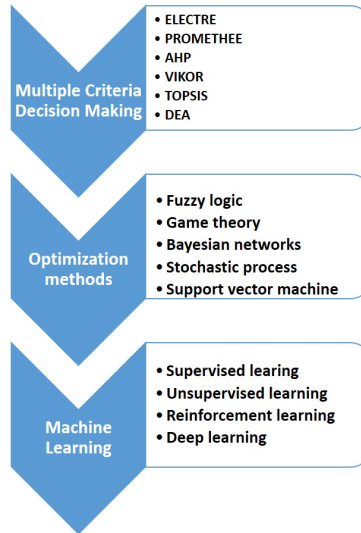 Multiple Criteria
Decision Making
• ELECTRE
• PROMETHEE
• AHP
• VIKOR
• TOPSIS
• DEA
Optimization
methods
• Fuzzy logic
• Game theory
• Bayesian networks
• Stochastic process
• Support vector machine
Machine
Learning
• Supervised learing
• Unsupervised learning
• Reinforcement learning
• Deep learning